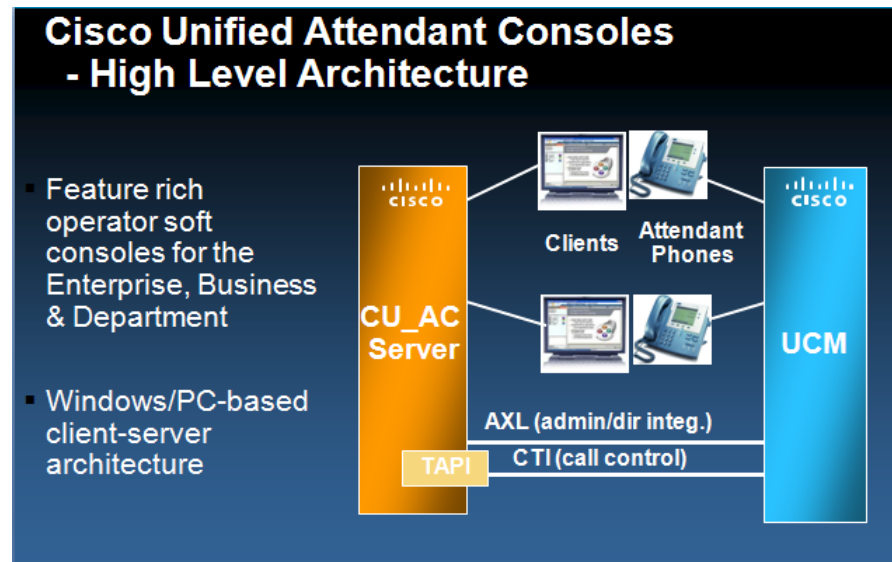 Cisco Unified Attendant Consoles
- High Level Architecture
Feature rich
operator soft
consoles for the
Enterprise, Business
& Department
Windows/PC-based
client-server
architecture
CISCO
CU_AC
Server
TAPI
Clients
Attendant
Phones
AXL (admin/dir integ.)
CTI (call control)
CISCO
UCM